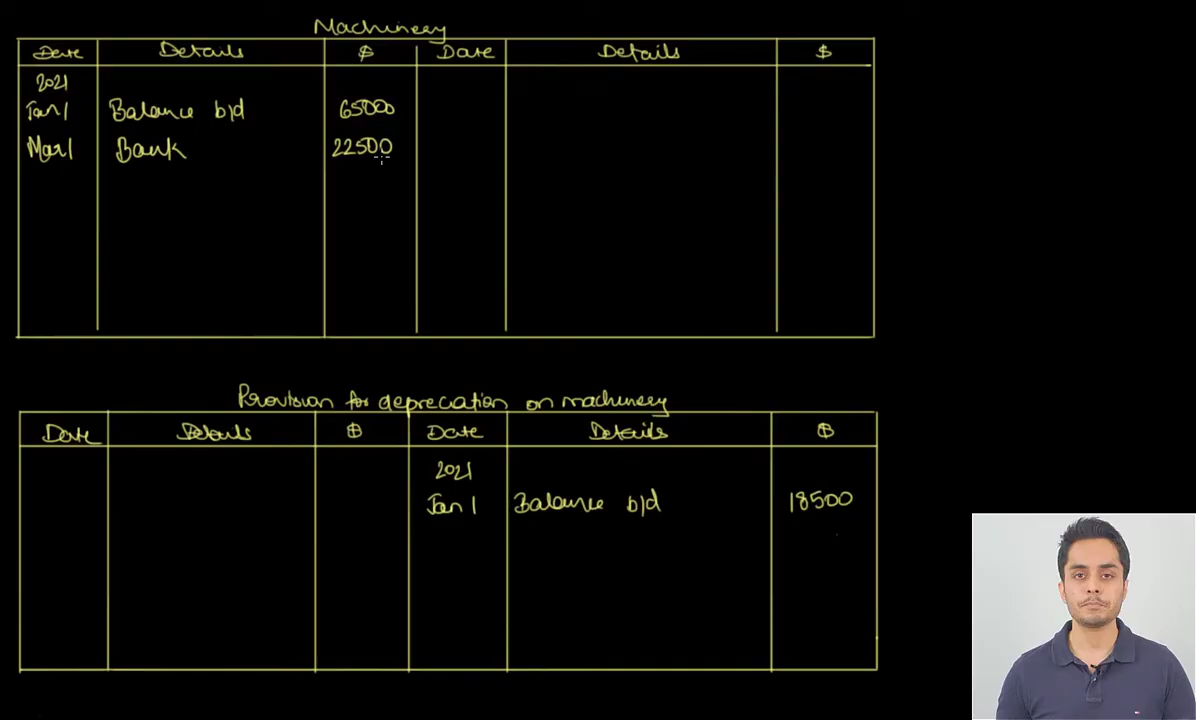 Machinery
Date Details $ Date Details $
2021
Jan 1 Balance b/d 65000
Mar 1 Bank 22500
Provision for depreciation on machinery
Date Details $ Date Details $
2021
Jan 1 Balance b/d 18500